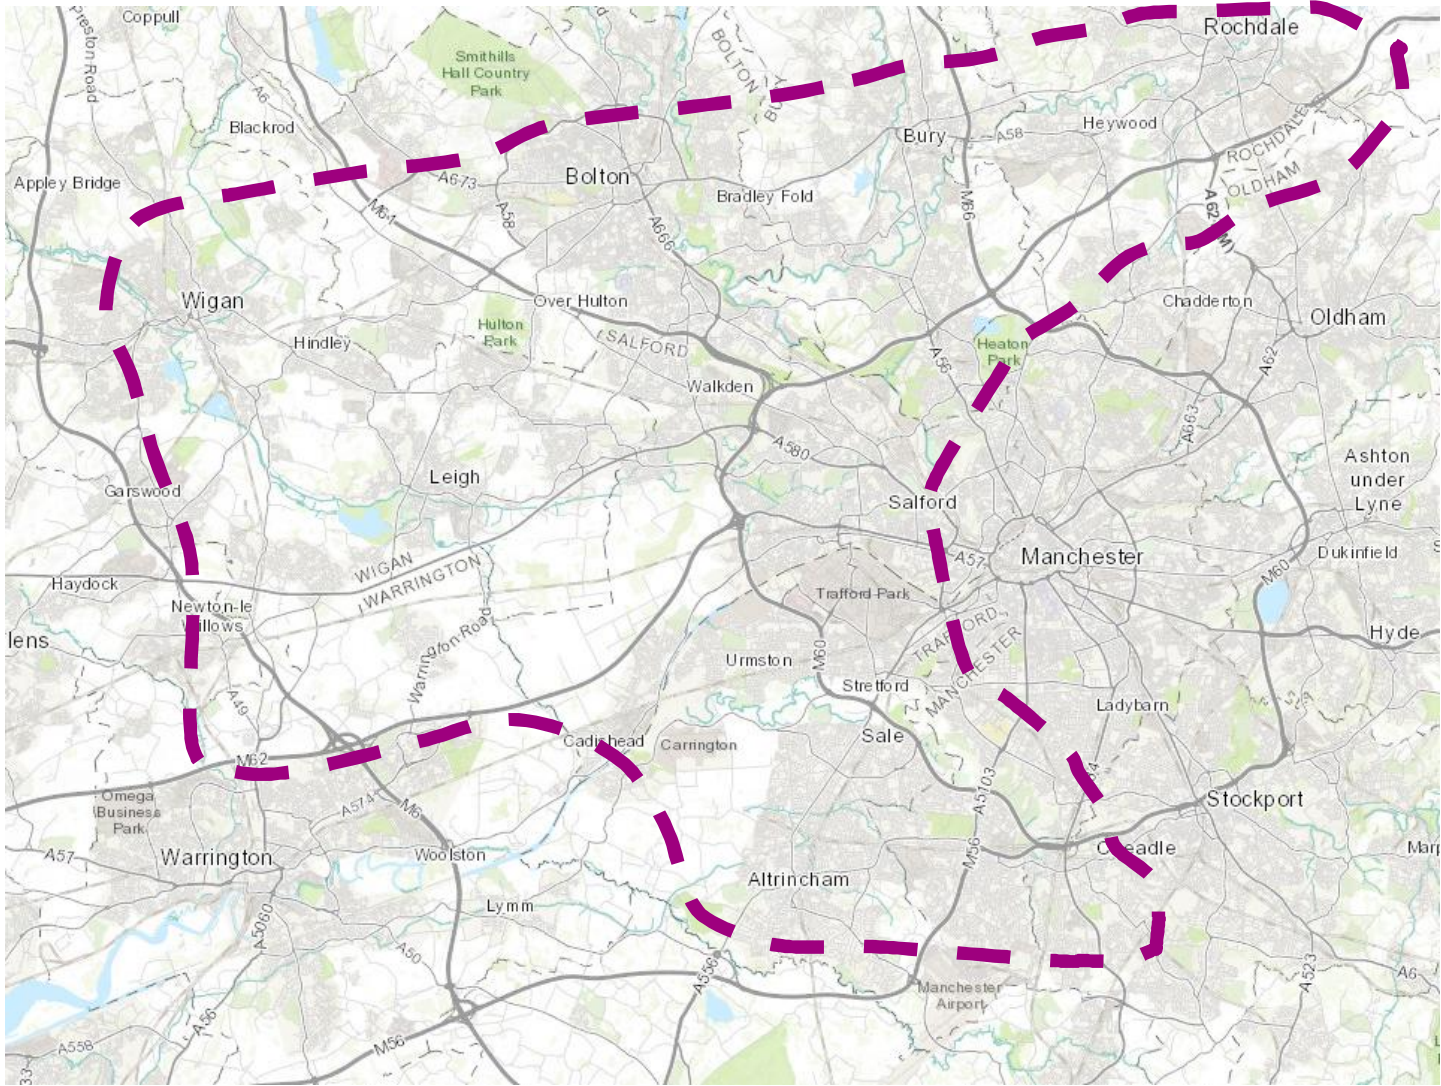 Coppull
Preston Road
Rochdale
Smithills
Hall Country
Park
BOLTON
A6
Blackrod
Bury
A58
Heywood
ROCHDALE
OLDHAM
Appley Bridge
A673
Bolton
Bradley Fold
M61
A58
A666
M66
Wigan
Over Hulton
Chadderton
Oldham
Hulton
Park
Hindley
SALFORD
Heaton
Park
A56
A62
Walkden
A663
A580
Ashton
under
Lyne
Leigh
Garswood
Salford
WIGAN
WARRINGTON
A57
Manchester
Dukinfield
M60
Haydock
Newton-le
Willows
Trafford Park
TRAFFORD
MANCHESTER
lens
Warrington Road
Hyde
Urmston
M60
Stretford
A49
Ladybarn
Sale
Cadishead
Carrington
M62
A5103
Stockport
Omega
Business
Park
A574
M6
A57
Warrington
Woolston
M56
Cheadle
Marp
Altrincham
Lymm
A5060
A50
A556
A523
A6
Manchester
Airport
A56
A558
M56